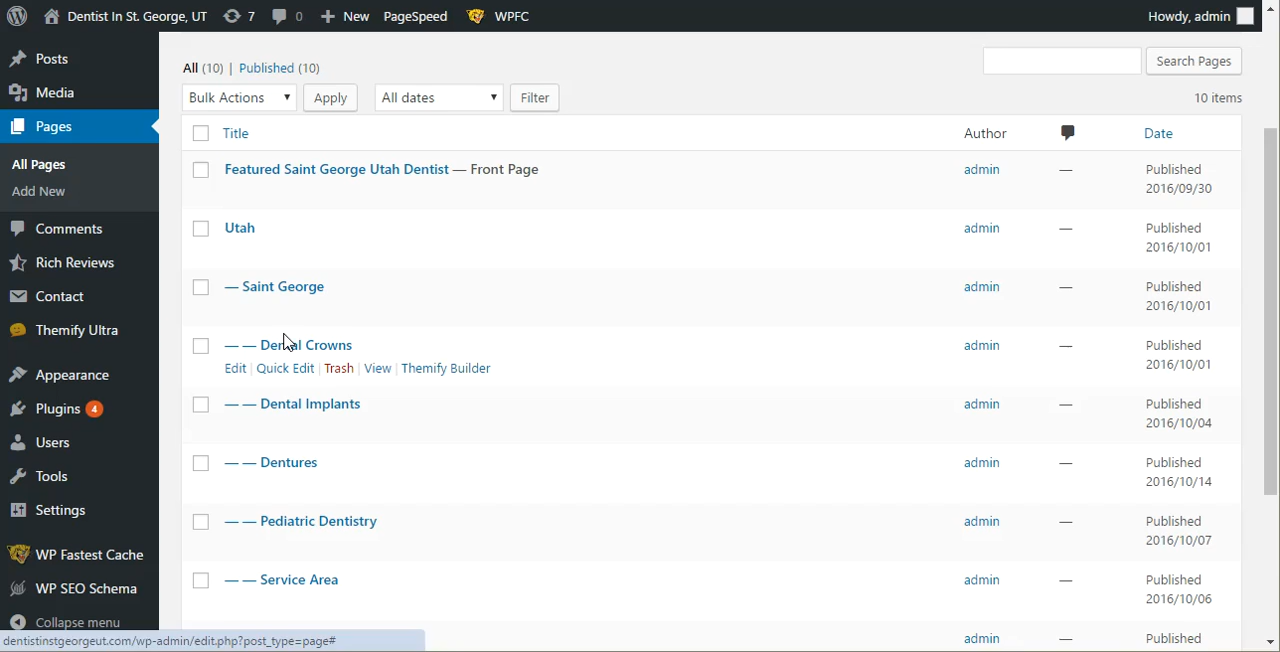 Dentist In St. George, UT 7 0 New PageSpeed WPFC Howdy, admin
Posts
Media
Pages
All Pages
Add New
Comments
Rich Reviews
Contact
Themify Ultra
Appearance
Plugins 4
Users
Tools
Settings
WP Fastest Cache
WP SEO Schema
Collapse menu
All (10) | Published (10)
Search Pages
Bulk Actions Apply All dates Filter 10 items
Title Author Date
Featured Saint George Utah Dentist — Front Page admin — Published
2016/09/30
Utah admin — Published
2016/10/01
— Saint George admin — Published
2016/10/01
— — Dental Crowns admin — Published
Edit | Quick Edit | Trash | View | Themify Builder 2016/10/01
— — Dental Implants admin — Published
2016/10/04
— — Dentures admin — Published
2016/10/14
— — Pediatric Dentistry admin — Published
2016/10/07
— — Service Area admin — Published
2016/10/06
admin — Published
dentistinstgeorgeut.com/wp-admin/edit.php?post_type=page#